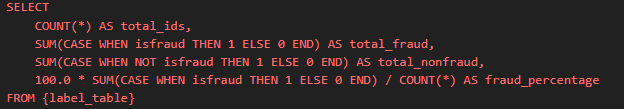 SELECT
    COUNT(*) AS total_ids,
    SUM(CASE WHEN isfraud THEN 1 ELSE 0 END) AS total_fraud,
    SUM(CASE WHEN NOT isfraud THEN 1 ELSE 0 END) AS total_nonfraud,
    100.0 * SUM(CASE WHEN isfraud THEN 1 ELSE 0 END) / COUNT(*) AS fraud_percentage
FROM {label_table}